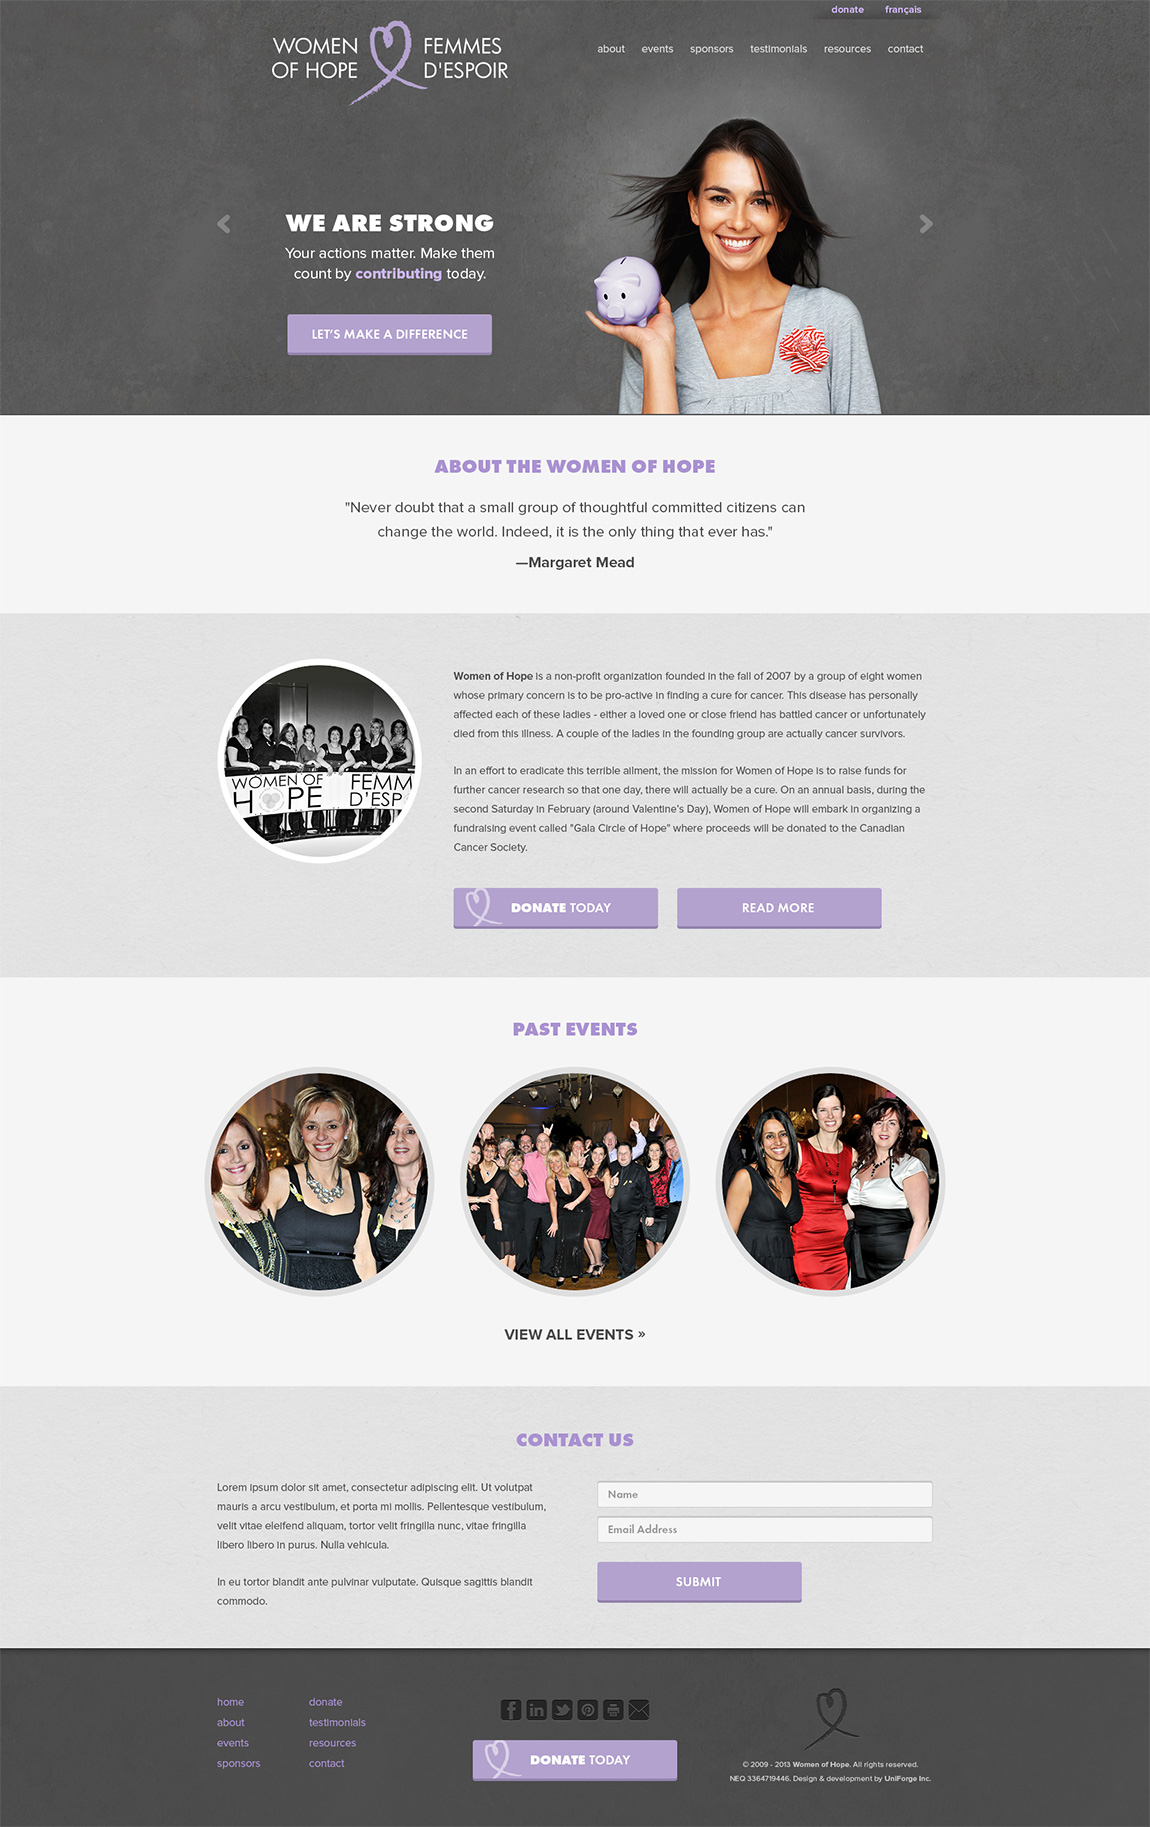 donate français
WOMEN OF HOPE FEMMES D'ESPOIR
about events sponsors testimonials resources contact
WE ARE STRONG
Your actions matter. Make them
count by contributing today.
LET'S MAKE A DIFFERENCE
ABOUT THE WOMEN OF HOPE
"Never doubt that a small group of thoughtful committed citizens can
change the world. Indeed, it is the only thing that ever has."
—Margaret Mead
WOMEN OF HOPE
FEMM
D'ESP
Women of Hope is a non-profit organization founded in the fall of 2007 by a group of eight women
whose primary concern is to be pro-active in finding a cure for cancer. This disease has personally
affected each of these ladies - either a loved one or close friend has battled cancer or unfortunately
died from this illness. A couple of the ladies in the founding group are actually cancer survivors.
In an effort to eradicate this terrible ailment, the mission for Women of Hope is to raise funds for
further cancer research so that one day, there will actually be a cure. On an annual basis, during the
second Saturday in February (around Valentine's Day), Women of Hope will embark in organizing a
fundraising event called "Gala Circle of Hope" where proceeds will be donated to the Canadian
Cancer Society.
DONATE TODAY
READ MORE
PAST EVENTS
VIEW ALL EVENTS »
CONTACT US
Lorem ipsum dolor sit amet, consectetur adipiscing elit. Ut volutpat
mauris a arcu vestibulum, et porta mi mollis. Pellentesque vestibulum,
velit vitae eleifend aliquam, tortor velit fringilla nunc, vitae fringilla
libero libero in purus. Nulla vehicula.
In eu tortor blandit ante pulvinar vulputate. Quisque sagittis blandit
commodo.
Name
Email Address
SUBMIT
home
about
events
sponsors
donate
testimonials
resources
contact
DONATE TODAY
© 2009 - 2013 Women of Hope. All rights reserved.
NEQ 3364719446. Design & development by UniForge Inc.